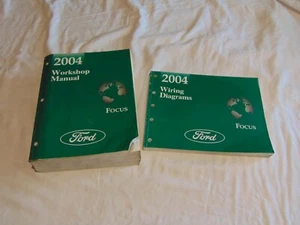 2004
Workshop
Manual
FOCUS
Ford
2004
Wiring
Diagrams
FOCUS
Ford